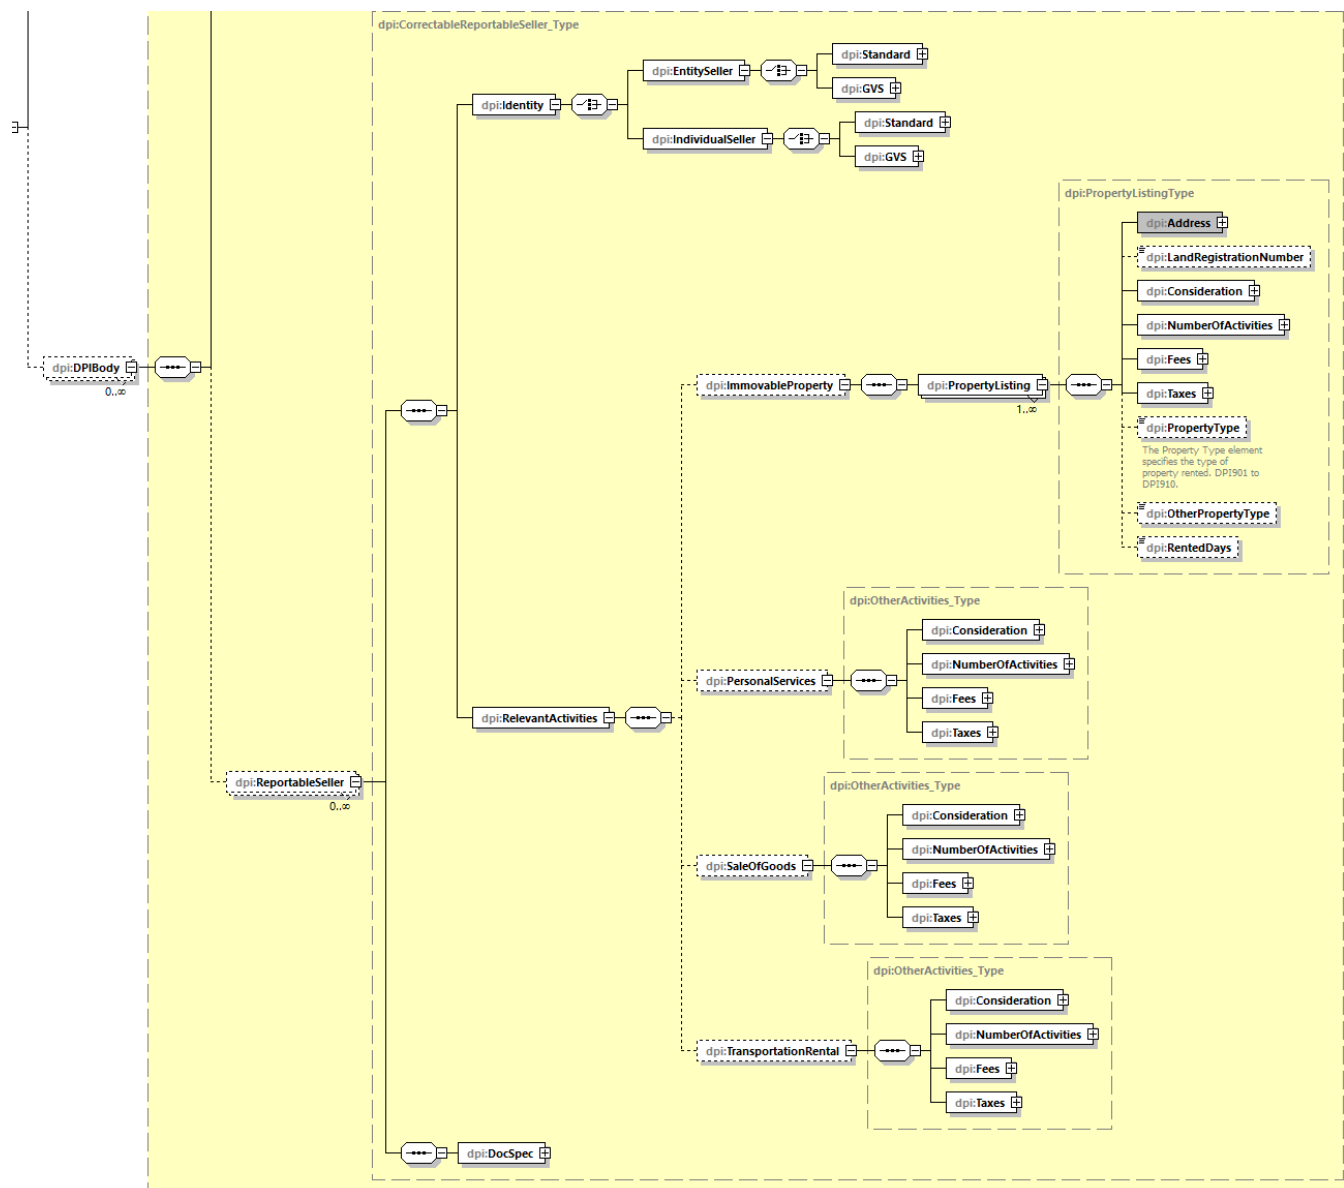 dpi:CorrectableReportableSeller_Type
dpi:Standard
dpi:EntitySeller
dpi:GVS
dpi:Identity
dpi:Standard
dpi:IndividualSeller
dpi:GVS
dpi:PropertyListingType
dpi:Address
dpi:LandRegistrationNumber
dpi:Consideration
dpi:NumberOfActivities
dpi:Fees
dpi:DPIBody
0..∞
dpi:ImmovableProperty
dpi:PropertyListing
1..∞
dpi:Taxes
dpi:PropertyType
The Property Type element
specifies the type of
property rented. DPI901 to
DPI910.
dpi:OtherPropertyType
dpi:RentedDays
dpi:OtherActivities_Type
dpi:Consideration
dpi:NumberOfActivities
dpi:PersonalServices
dpi:Fees
dpi:Taxes
dpi:RelevantActivities
dpi:ReportableSeller
0..∞
dpi:OtherActivities_Type
dpi:Consideration
dpi:NumberOfActivities
dpi:SaleOfGoods
dpi:Fees
dpi:Taxes
dpi:OtherActivities_Type
dpi:Consideration
dpi:NumberOfActivities
dpi:TransportationRental
dpi:Fees
dpi:Taxes
dpi:DocSpec